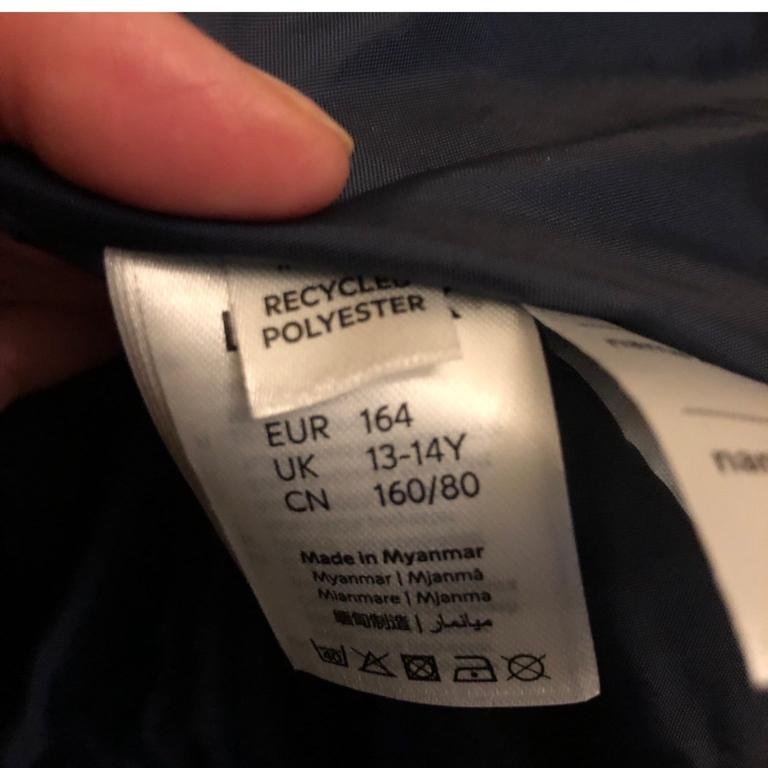 RECYCLED
POLYESTER
EUR 164
UK 13-14Y
CN 160/80
Made in Myanmar
Myanmar | Mjanmā
Mianmare | Mjanma
缅甸制造 | ميانمار
40